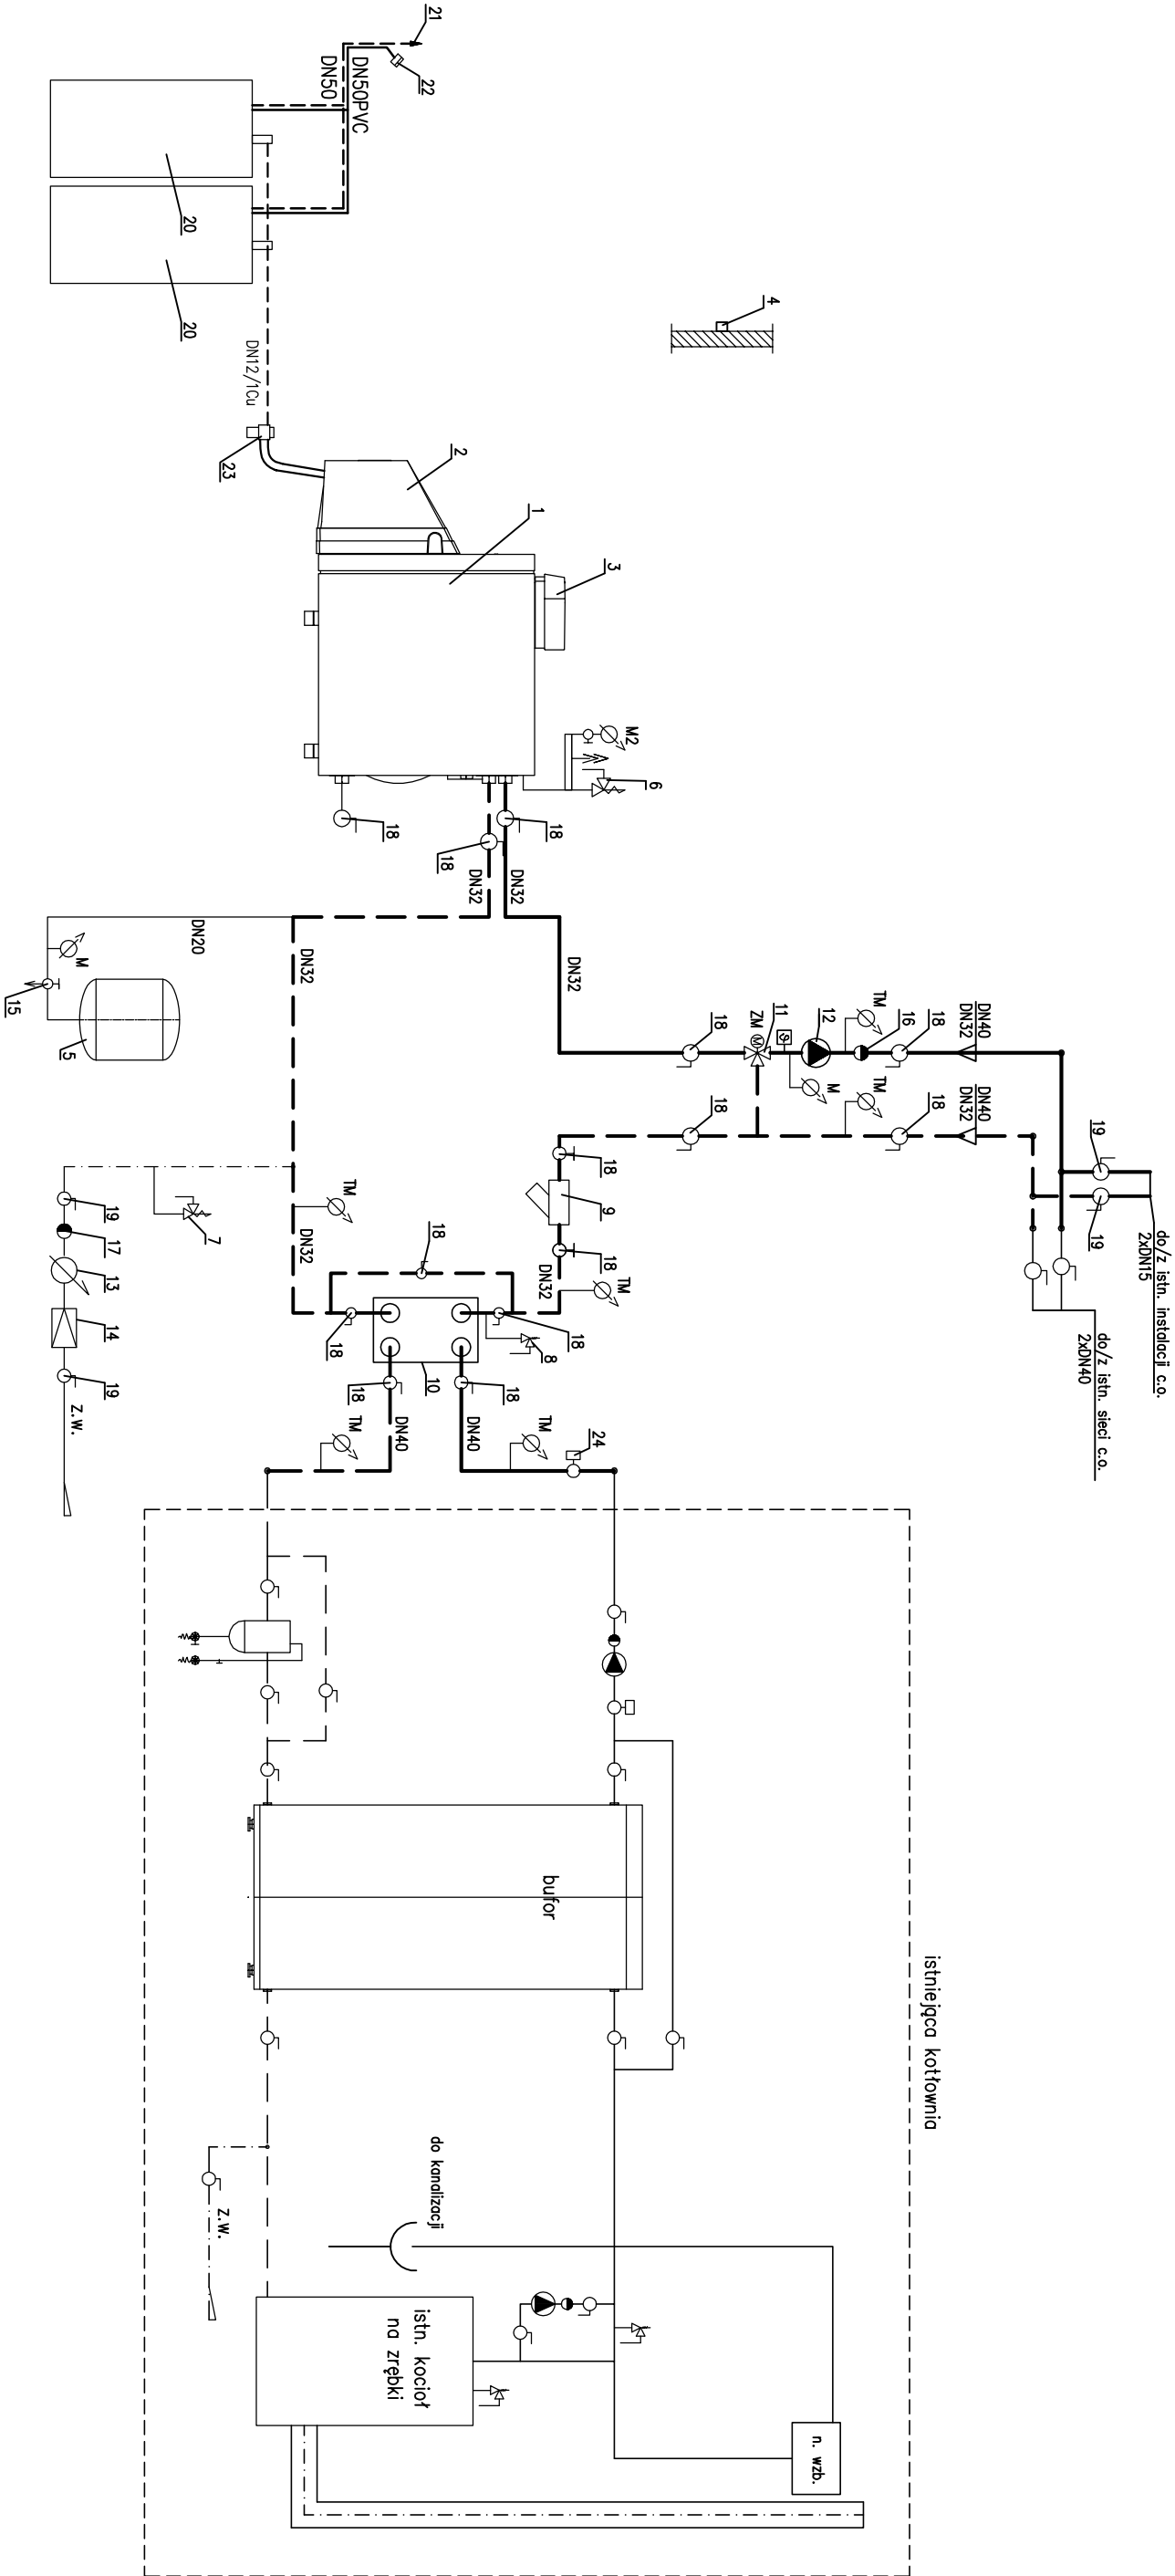 21
22
DN50PVC
DN50
20
20
4
DN12/1Cu
23
2
1
3
M2
6
18
18
18
DN32
DN32
DN20
M
15
5
DN32
DN32
18
11
ZM
M
12
TM
16
18
DN40
DN32
M
18
TM
18
DN40
DN32
19
19
do/z istn. instalacji c.o.
2xDN15
do/z istn. sieci c.o.
2xDN40
19
17
13
14
19
z.w.
7
TM
DN32
18
18
9
18
DN32
TM
18
8
18
10
18
18
DN40
DN40
TM
TM
24
istniejąca kotłownia
bufor
do kanalizacji
z.w.
istn. kocioł
na zrębki
n. wzb.